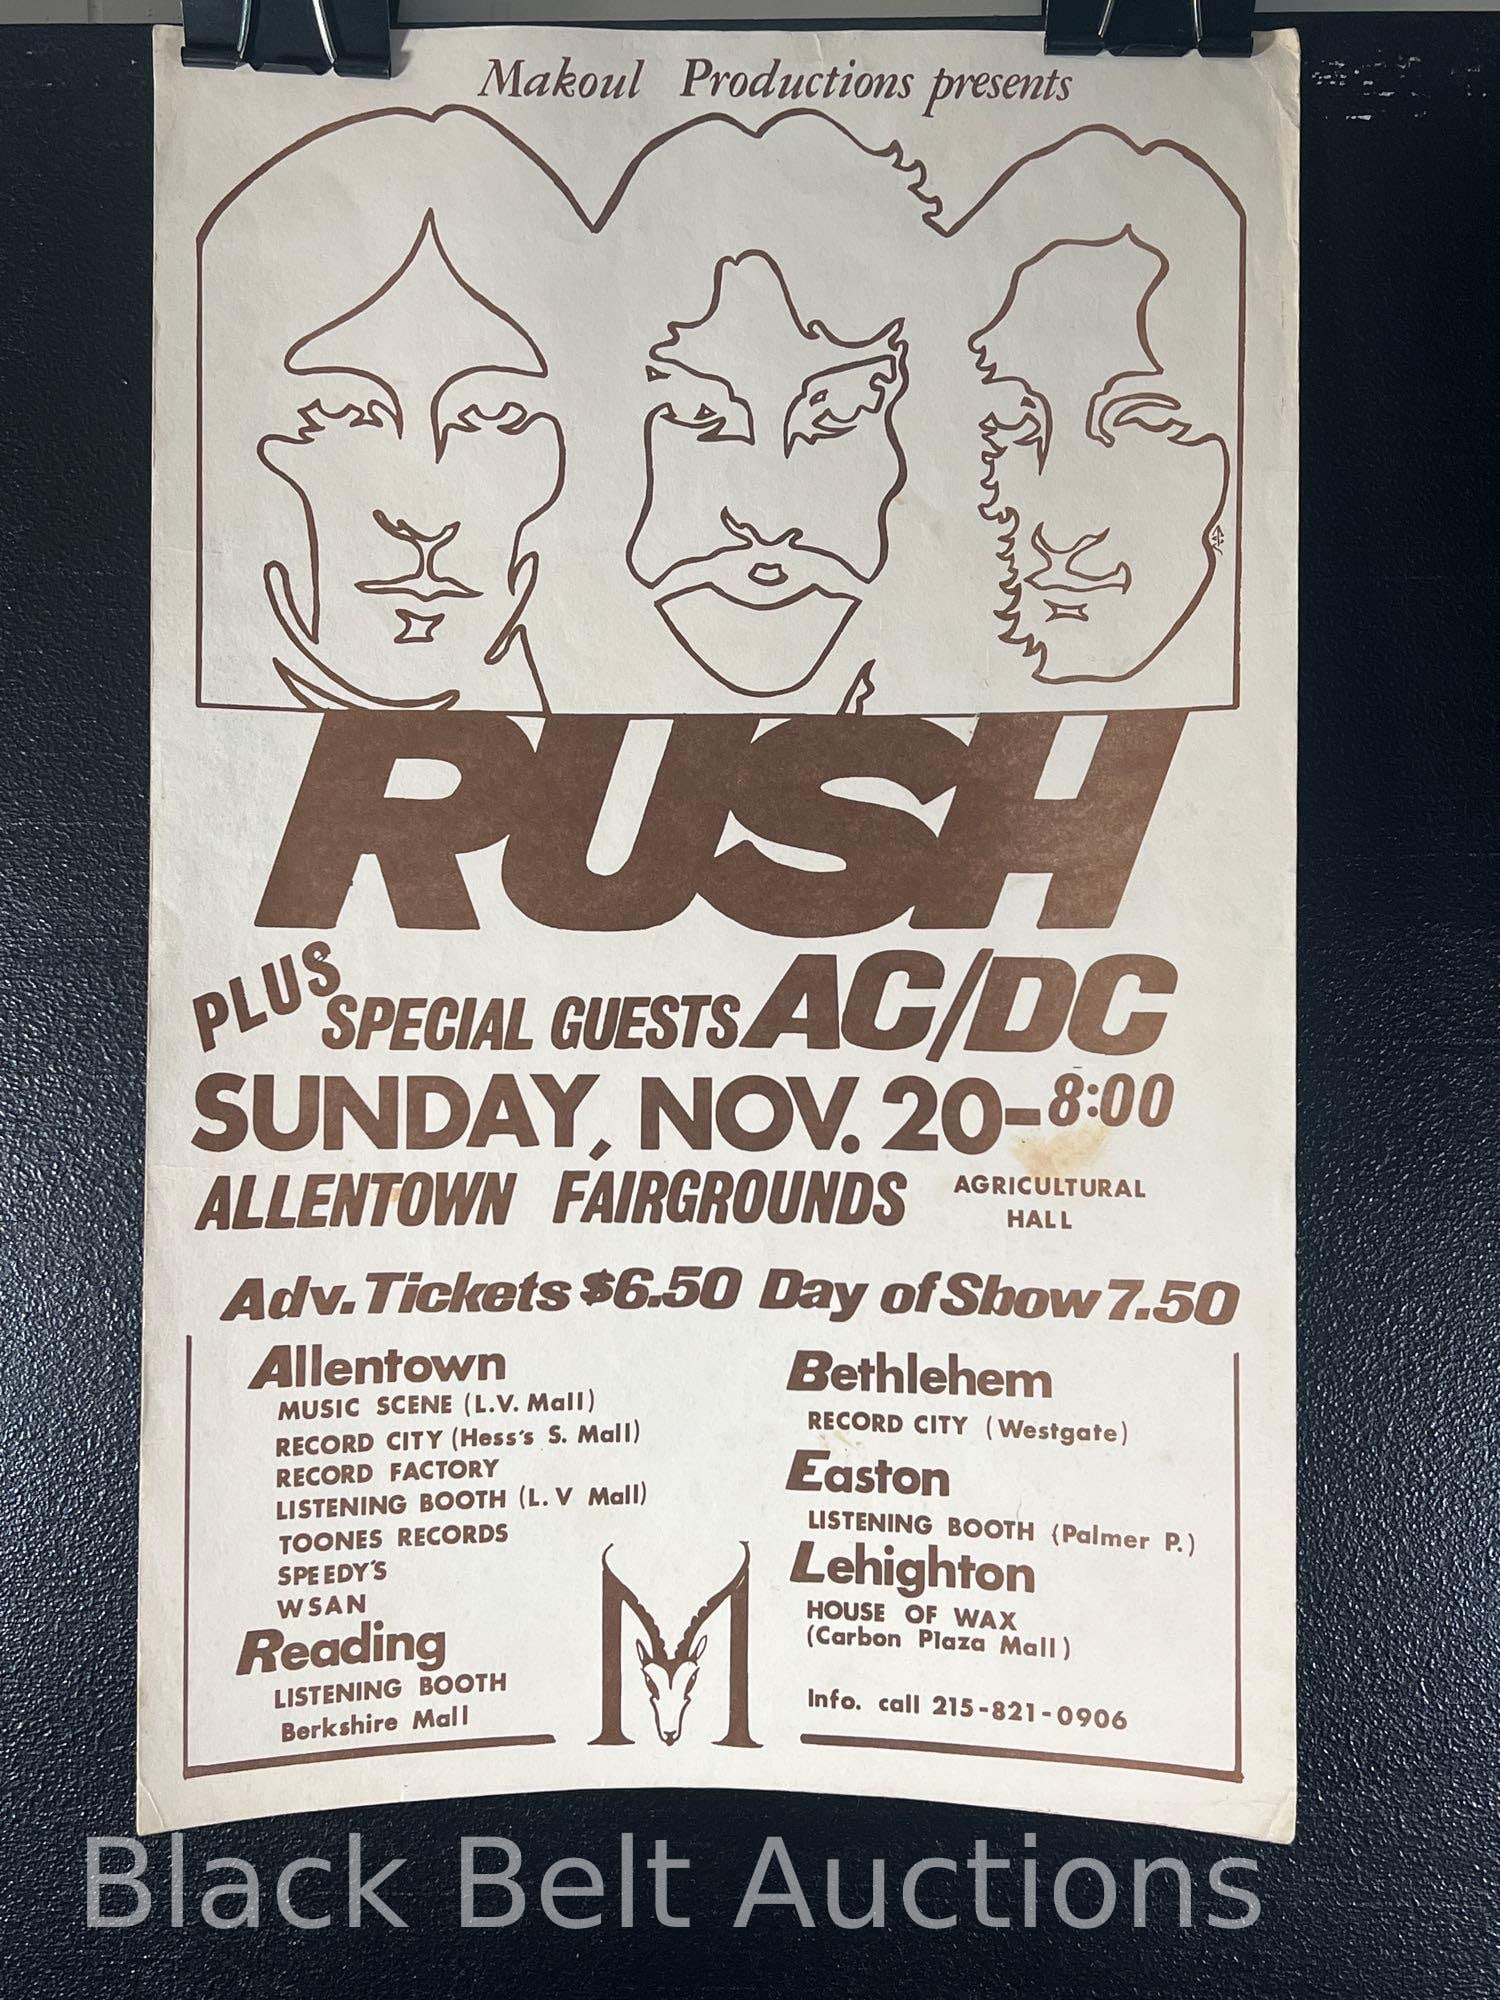 Makoul Productions presents
RUSH
PLUS SPECIAL GUESTS AC/DC
SUNDAY, NOV. 20-8:00
ALLENTOWN FAIRGROUNDS AGRICULTURAL HALL
Adv. Tickets $6.50 Day of Show 7.50
Allentown
MUSIC SCENE (L.V. Mall)
RECORD CITY (Hess's S. Mall)
RECORD FACTORY
LISTENING BOOTH (L.V Mall)
TOONES RECORDS
SPEEDY'S
WSAN
Reading
LISTENING BOOTH
Berkshire Mall
M
Bethlehem
RECORD CITY (Westgate)
Easton
LISTENING BOOTH (Palmer P.)
Lehighton
HOUSE OF WAX
(Carbon Plaza Mall)
Info. call 215-821-0906
Black Belt Auctions